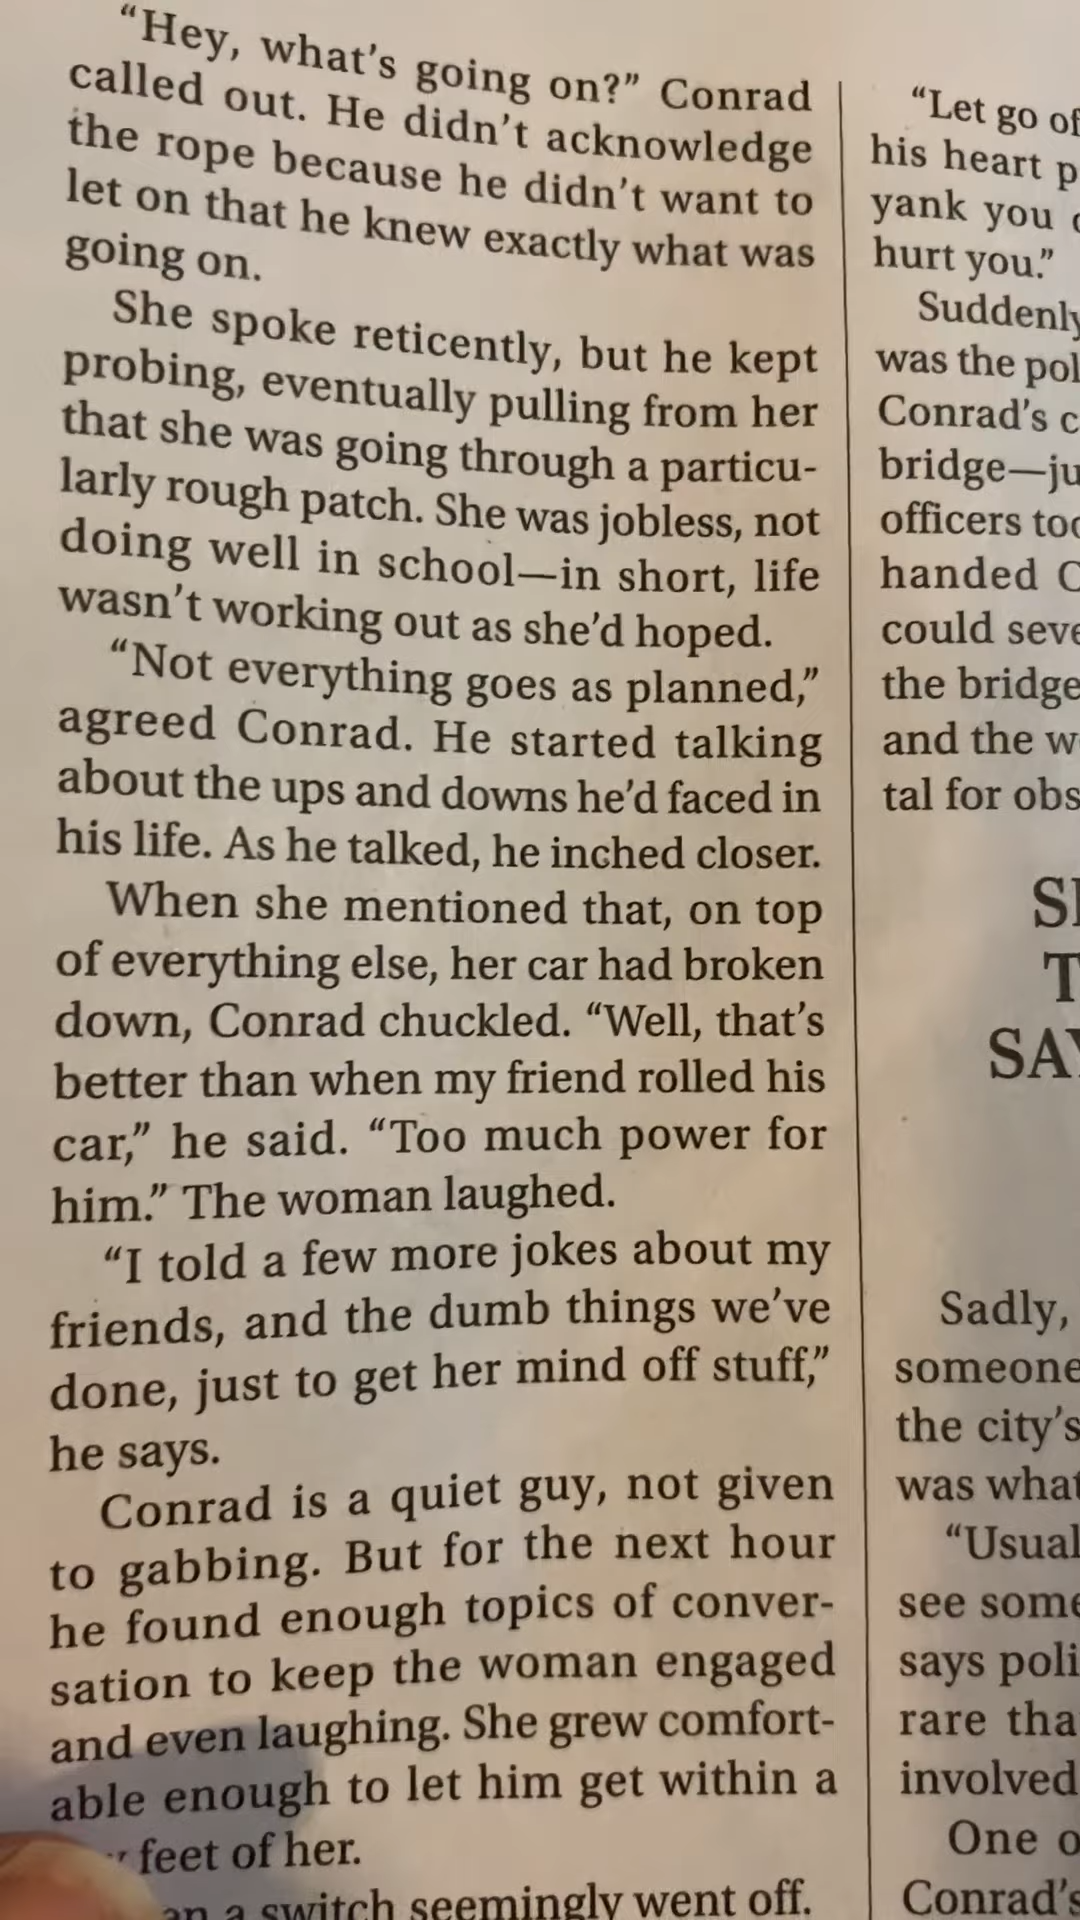 “Hey, what’s going on?” Conrad
called out. He didn’t acknowledge
the rope because he didn’t want to
let on that he knew exactly what was
going on.
She spoke reticently, but he kept
probing, eventually pulling from her
that she was going through a particu-
larly rough patch. She was jobless, not
doing well in school—in short, life
wasn’t working out as she’d hoped.
“Not everything goes as planned,”
agreed Conrad. He started talking
about the ups and downs he’d faced in
his life. As he talked, he inched closer.
When she mentioned that, on top
of everything else, her car had broken
down, Conrad chuckled. “Well, that’s
better than when my friend rolled his
car,” he said. “Too much power for
him.” The woman laughed.
“I told a few more jokes about my
friends, and the dumb things we’ve
done, just to get her mind off stuff,”
he says.
Conrad is a quiet guy, not given
to gabbing. But for the next hour
he found enough topics of conver-
sation to keep the woman engaged
and even laughing. She grew comfort-
able enough to let him get within a
feet of her.
a switch seemingly went off.
“Let go of
his heart
yank you
hurt you.”
Suddenly
was the
Conrad’s
bridge—
officers
handed
could
the bridge
and the
tal for
Sadly,
someone
the city’s
was what
“Usual
see some
says
rare
involved
One
Conrad’s